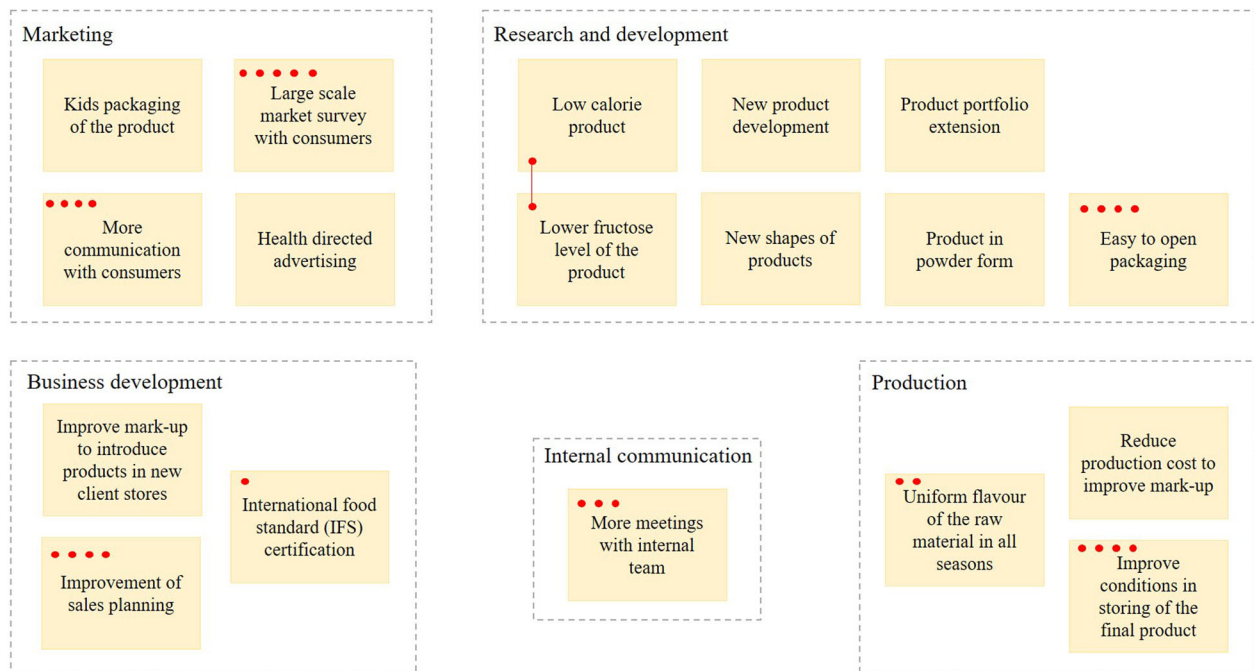 Marketing
Kids packaging
of the product
Large scale
market survey
with consumers
More
communication
with consumers
Health directed
advertising
Research and development
Low calorie
product
New product
development
Product portfolio
extension
Lower fructose
level of the
product
New shapes of
products
Product in
powder form
Easy to open
packaging
Business development
Improve mark-up
to introduce
products in new
client stores
International food
standard (IFS)
certification
Improvement of
sales planning
Internal communication
More meetings
with internal
team
Production
Reduce
production cost to
improve mark-up
Uniform flavour
of the raw
material in all
seasons
Improve
conditions in
storing of the
final product